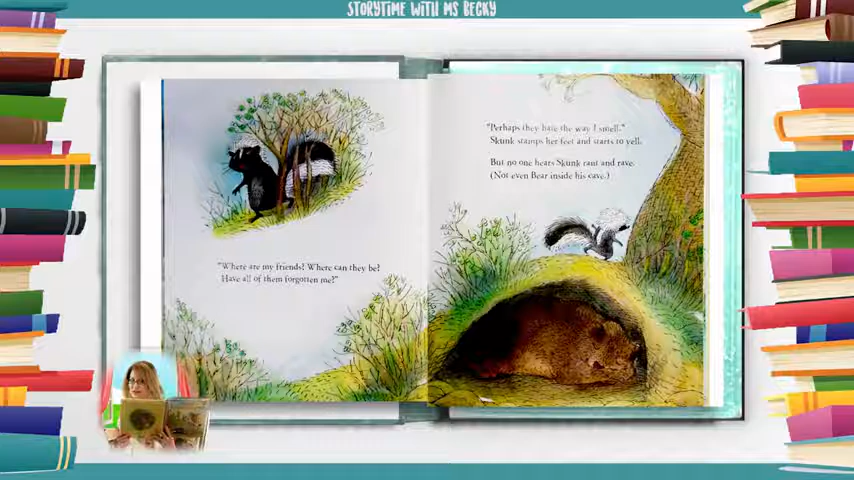 STORYTIME WITH MS BECKY
"Where are my friends? Where can they be?
Have all of them forgotten me?"
"Perhaps they hate the way I smell."
Skunk stamps her feet and starts to yell.
But no one hears Skunk rant and rave.
(Not even Bear inside his cave.)